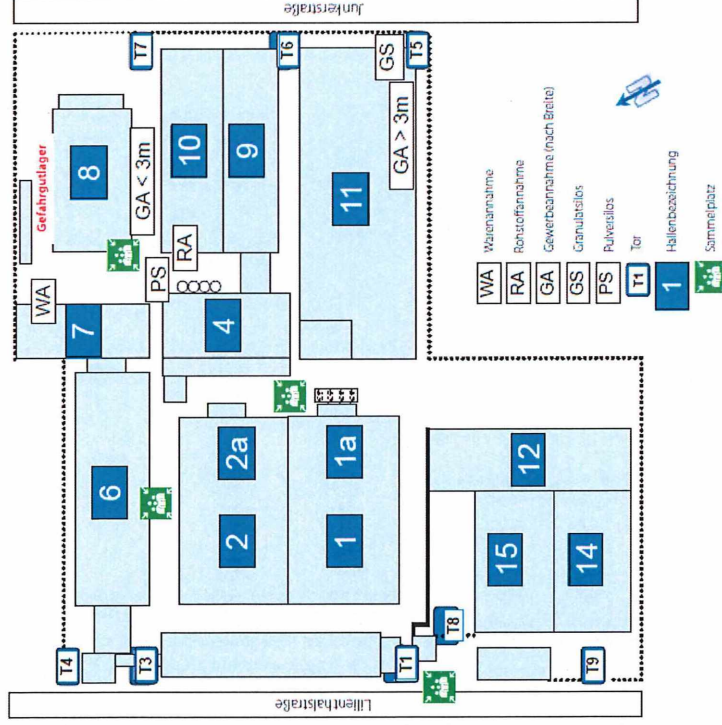 Junkerstraße
T7
T6
T5
Gefahrgutlager
8
GA < 3m
10
9
GS
GA > 3m
11
WA
7
PS
RA
4
6
2a
2
1a
1
12
15
14
T4
T3
T1
T8
T9
Lilienthalstraße
WA Warenannahme
RA Rohstoffannahme
GA Gewerbeannahme (nach Breite)
GS Granulatsilos
PS Pulversilos
T1 Tor
1 Hallenbezeichnung
Sammelplatz